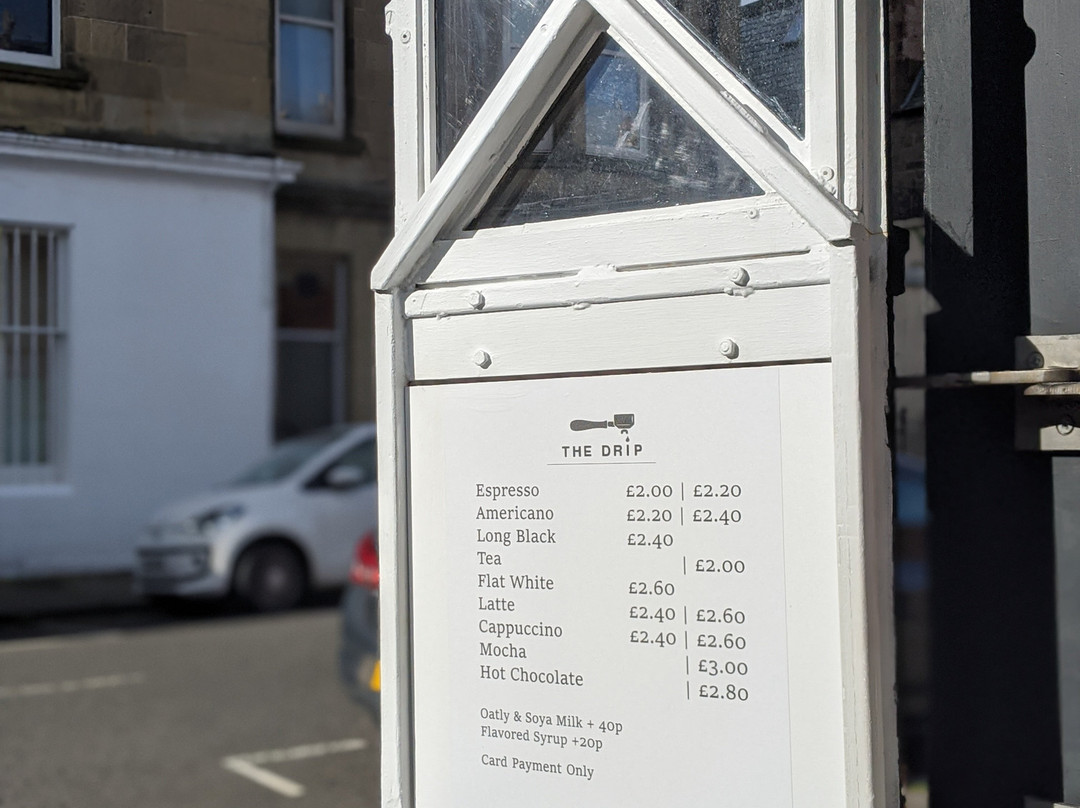 THE DRIP
Espresso £2.00 | £2.20
Americano £2.20 | £2.40
Long Black £2.40
Tea | £2.00
Flat White £2.60
Latte £2.40 | £2.60
Cappuccino £2.40 | £2.60
Mocha | £3.00
Hot Chocolate | £2.80
Oatly & Soya Milk + 40p
Flavored Syrup +20p
Card Payment Only